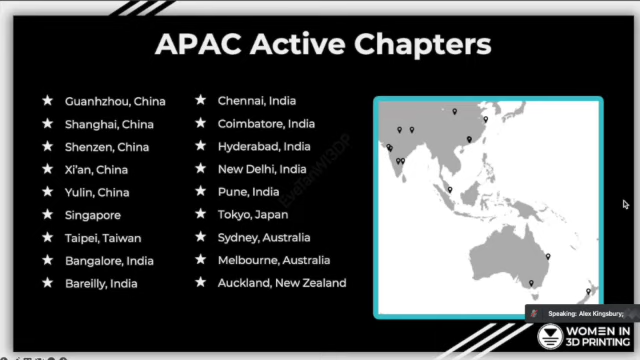 APAC Active Chapters
Guanhzhou, China
Shanghai, China
Shenzen, China
Xi'an, China
Yulin, China
Singapore
Taipei, Taiwan
Bangalore, India
Bareilly, India
Chennai, India
Coimbatore, India
Hyderabad, India
New Delhi, India
Pune, India
Tokyo, Japan
Sydney, Australia
Melbourne, Australia
Auckland, New Zealand
Speaking: Alex Kingsbury;
WOMEN IN
3D PRINTING